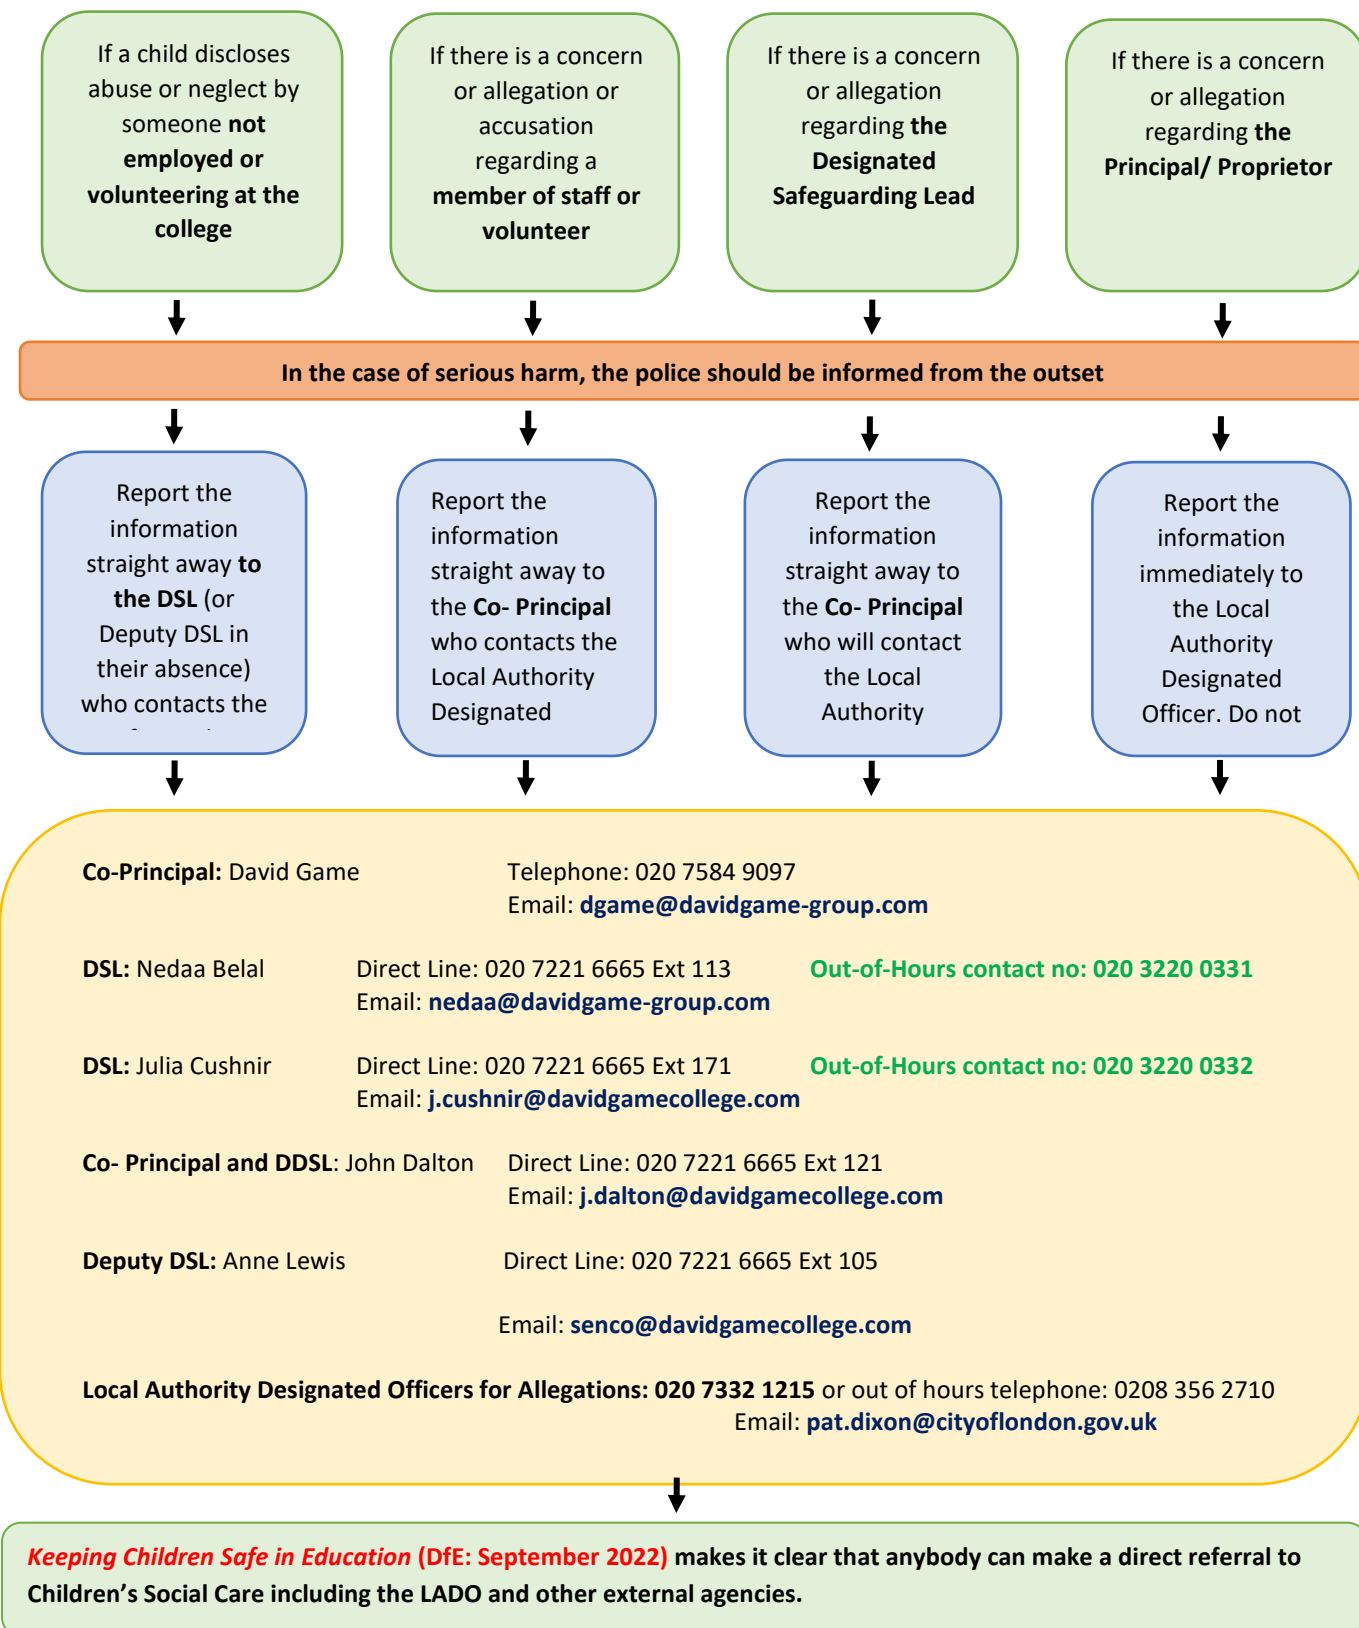 If a child discloses
abuse or neglect by
someone not
employed or
volunteering at the
college
If there is a concern
or allegation or
accusation
regarding a
member of staff or
volunteer
If there is a concern
or allegation
regarding the
Designated
Safeguarding Lead
If there is a concern
or allegation
regarding the
Principal/ Proprietor
In the case of serious harm, the police should be informed from the outset
Report the
information
straight away to
the DSL (or
Deputy DSL in
their absence)
who contacts the
Report the
information
straight away to
the Co- Principal
who contacts the
Local Authority
Designated
Report the
information
straight away to
the Co- Principal
who will contact
the Local
Authority
Report the
information
immediately to
the Local
Authority
Designated
Officer. Do not
Co-Principal: David Game Telephone: 020 7584 9097
Email: dgame@davidgame-group.com
DSL: Nedaa Belal Direct Line: 020 7221 6665 Ext 113 Out-of-Hours contact no: 020 3220 0331
Email: nedaa@davidgame-group.com
DSL: Julia Cushnir Direct Line: 020 7221 6665 Ext 171 Out-of-Hours contact no: 020 3220 0332
Email: j.cushnir@davidgamecollege.com
Co- Principal and DDSL: John Dalton Direct Line: 020 7221 6665 Ext 121
Email: j.dalton@davidgamecollege.com
Deputy DSL: Anne Lewis Direct Line: 020 7221 6665 Ext 105
Email: senco@davidgamecollege.com
Local Authority Designated Officers for Allegations: 020 7332 1215 or out of hours telephone: 0208 356 2710
Email: pat.dixon@cityoflondon.gov.uk
Keeping Children Safe in Education (DfE: September 2022) makes it clear that anybody can make a direct referral to
Children’s Social Care including the LADO and other external agencies.